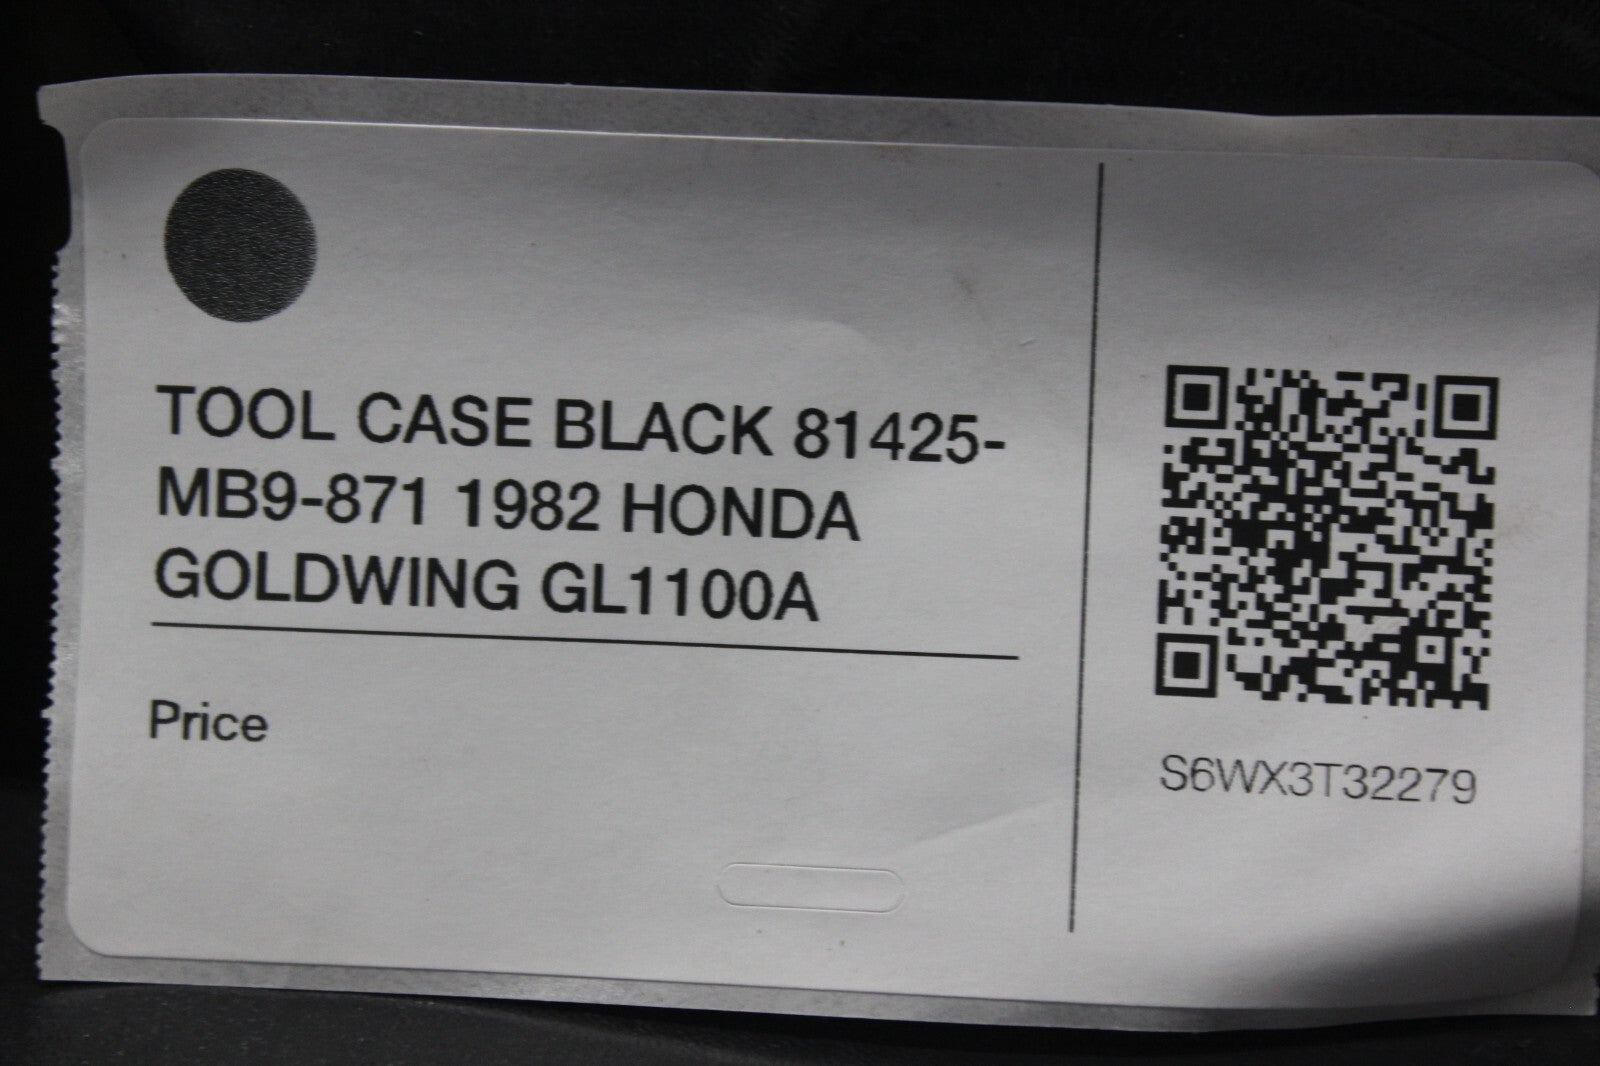 TOOL CASE BLACK 81425-
MB9-871 1982 HONDA
GOLDWING GL1100A
Price
S6WX3T32279